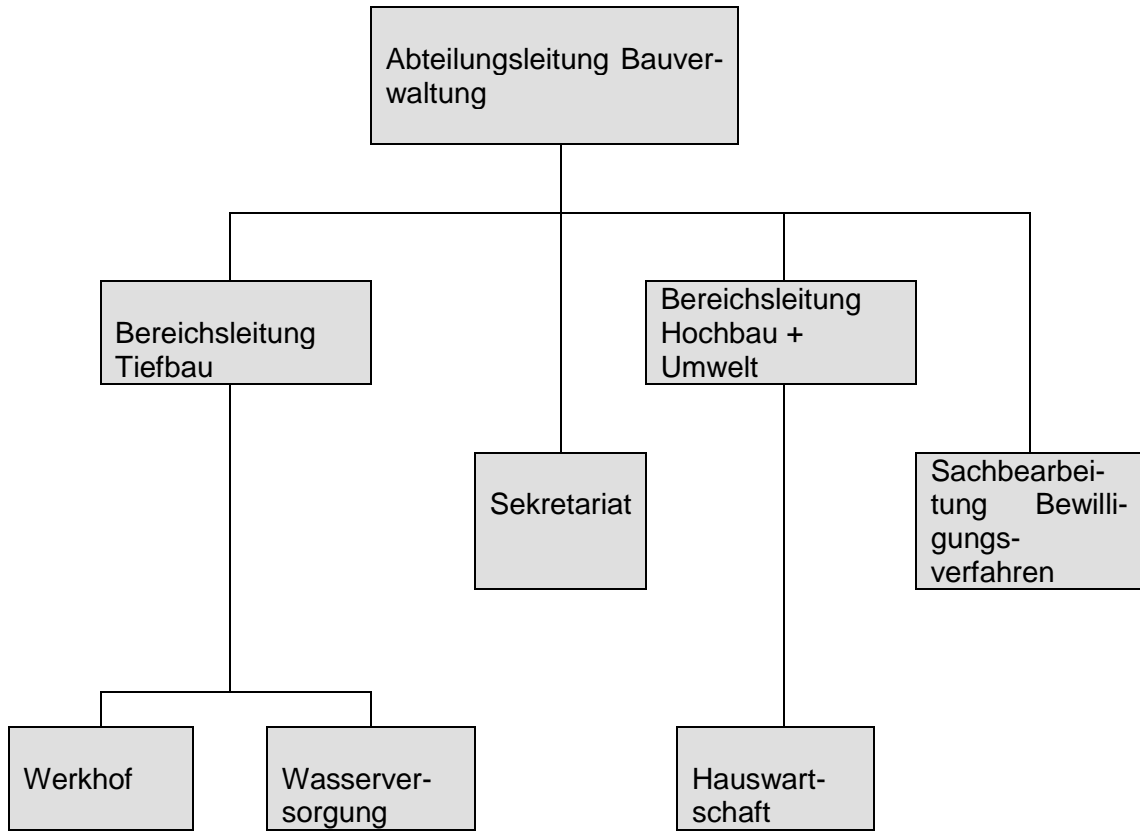 Abteilungsleitung Bauver-
waltung
Bereichsleitung
Tiefbau
Bereichsleitung
Hochbau +
Umwelt
Sekretariat
Sachbearbei-
tung Bewilli-
gungs-
verfahren
Werkhof
Wasserver-
sorgung
Hauswart-
schaft